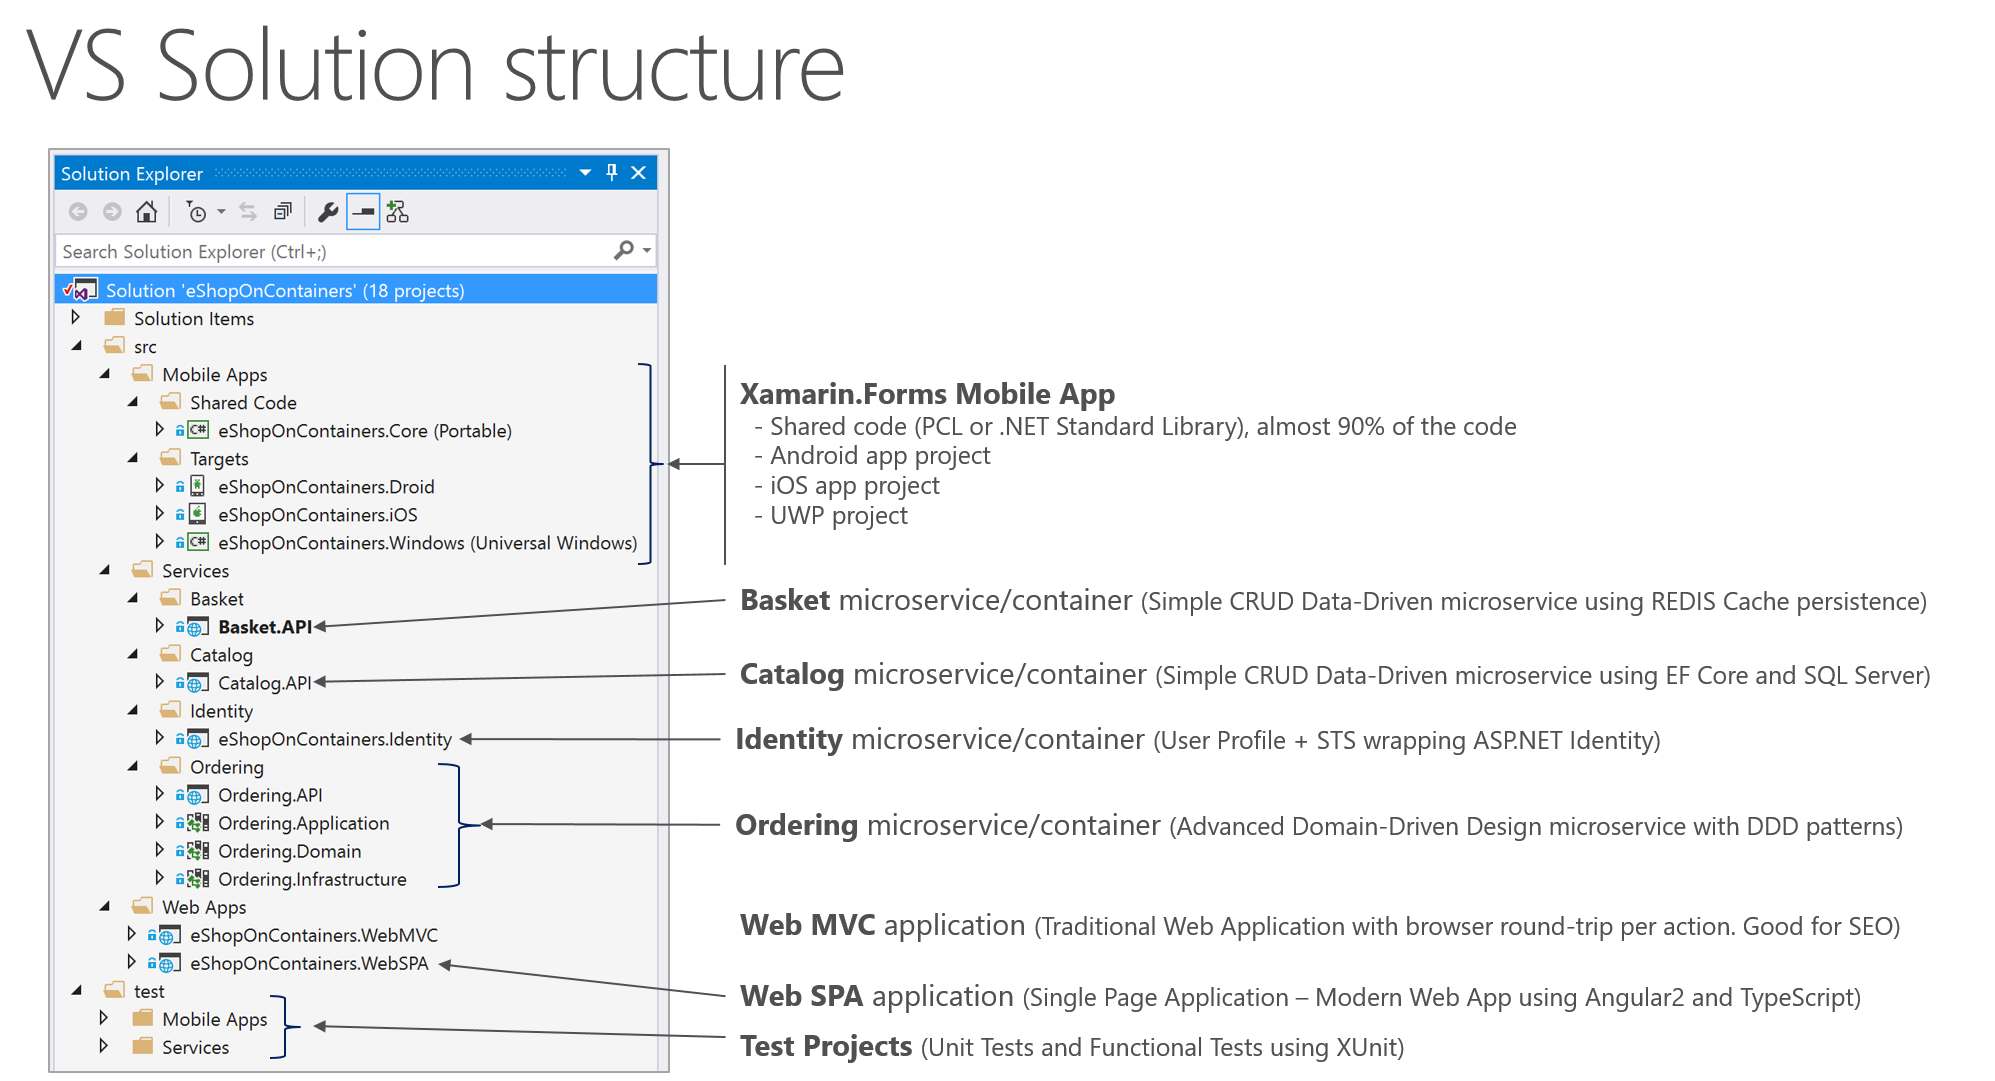 VS Solution structure
Solution Explorer
Search Solution Explorer (Ctrl+;)
Solution 'eShopOnContainers' (18 projects)
Solution Items
src
Mobile Apps
Shared Code
C# eShopOnContainers.Core (Portable)
Targets
eShopOnContainers.Droid
eShopOnContainers.iOS
C# eShopOnContainers.Windows (Universal Windows)
Services
Basket
Basket.API
Catalog
Catalog.API
Identity
eShopOnContainers.Identity
Ordering
Ordering.API
Ordering.Application
Ordering.Domain
Ordering.Infrastructure
Web Apps
eShopOnContainers.WebMVC
eShopOnContainers.WebSPA
test
Mobile Apps
Services
Xamarin.Forms Mobile App
- Shared code (PCL or .NET Standard Library), almost 90% of the code
- Android app project
- iOS app project
- UWP project
Basket microservice/container (Simple CRUD Data-Driven microservice using REDIS Cache persistence)
Catalog microservice/container (Simple CRUD Data-Driven microservice using EF Core and SQL Server)
Identity microservice/container (User Profile + STS wrapping ASP.NET Identity)
Ordering microservice/container (Advanced Domain-Driven Design microservice with DDD patterns)
Web MVC application (Traditional Web Application with browser round-trip per action. Good for SEO)
Web SPA application (Single Page Application – Modern Web App using Angular2 and TypeScript)
Test Projects (Unit Tests and Functional Tests using XUnit)